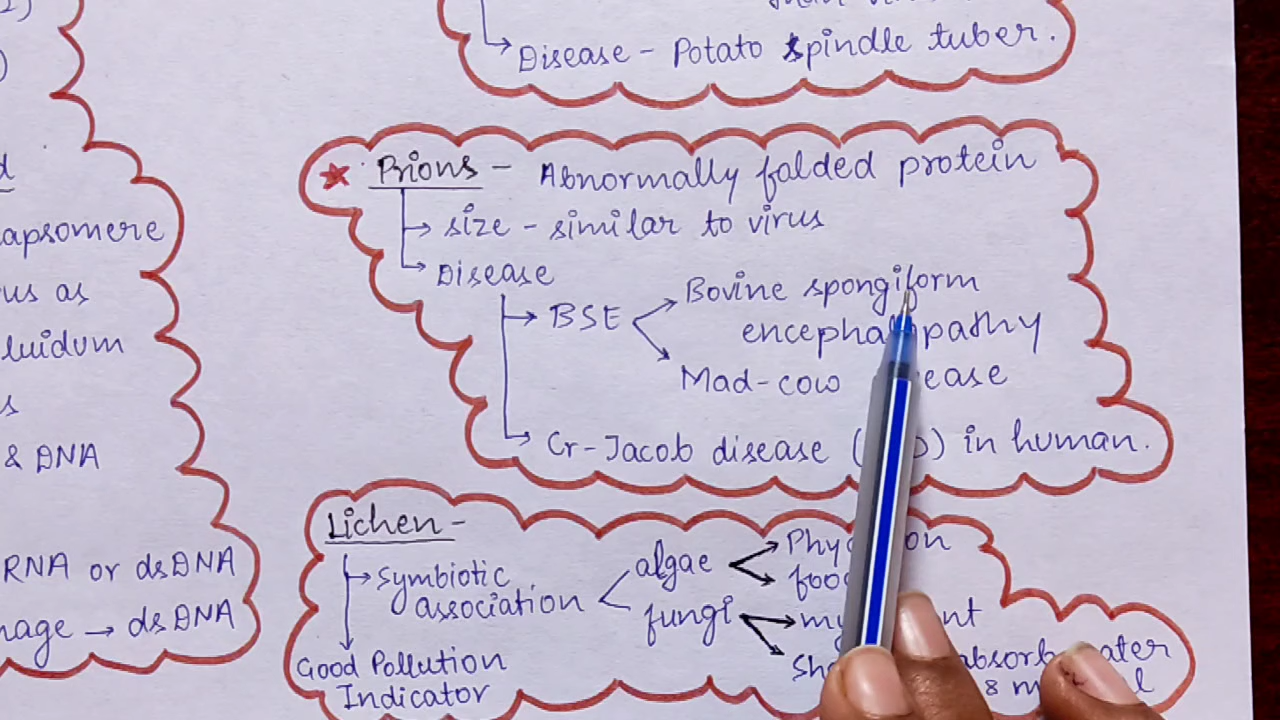 Disease - Potato spindle tuber.
Prions - Abnormally folded protein
size - similar to virus
Disease
BSE
Bovine spongiform
encephalopathy
Mad-cow
Cr-Jacob disease in human.
Lichen -
Symbiotic
association
algae
fungi
Good Pollution
Indicator
apsomere
us as
luidum
& DNA
RNA or dsDNA
hage → dsDNA